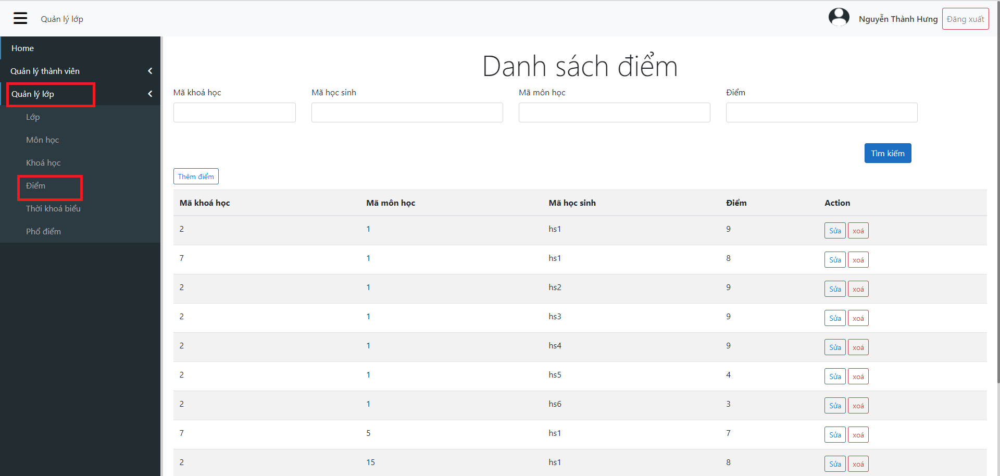 Quản lý lớp
Nguyễn Thành Hưng Đăng xuất
Home
Quản lý thành viên
Quản lý lớp
Lớp
Môn học
Khoá học
Điểm
Thời khoá biểu
Phổ điểm
Danh sách điểm
Mã khoá học Mã học sinh Mã môn học Điểm
Tìm kiếm
Thêm điểm
Mã khoá học Mã môn học Mã học sinh Điểm Action
2 1 hs1 9 Sửa xoá
7 1 hs1 8 Sửa xoá
2 1 hs2 9 Sửa xoá
2 1 hs3 9 Sửa xoá
2 1 hs4 9 Sửa xoá
2 1 hs5 4 Sửa xoá
2 1 hs6 3 Sửa xoá
7 5 hs1 7 Sửa xoá
2 15 hs1 8 Sửa xoá